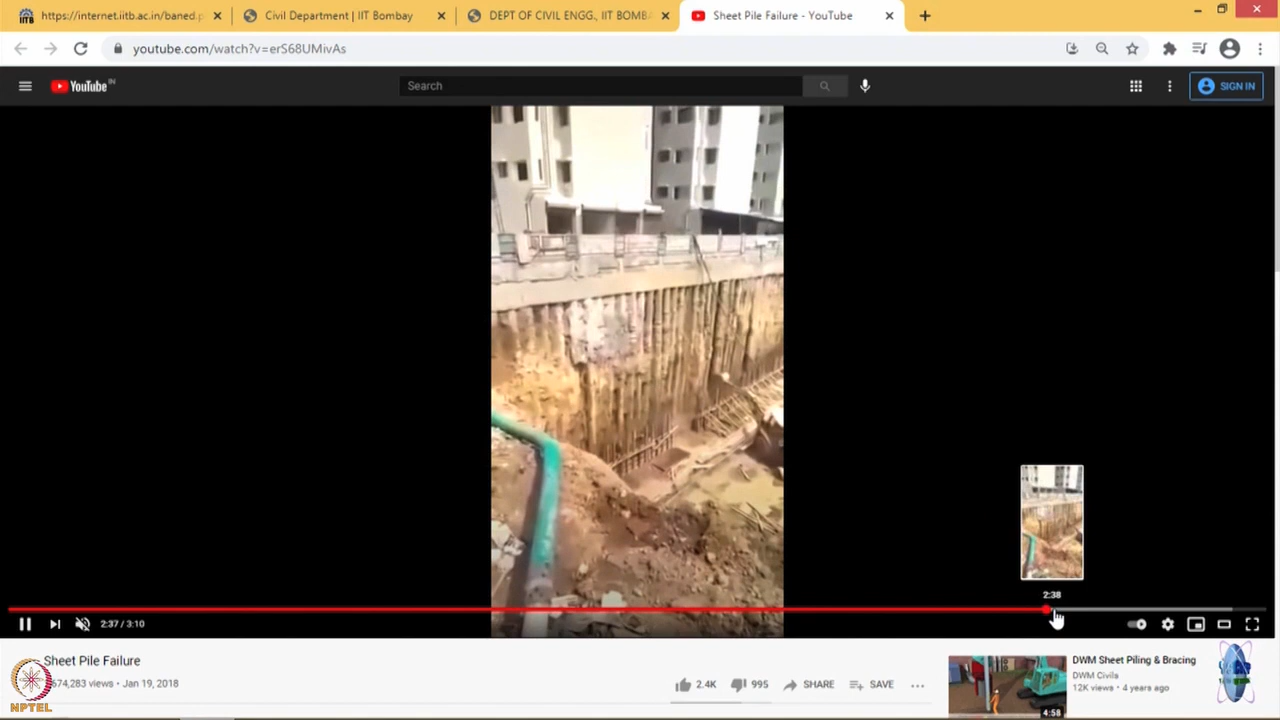 https://internet.iitb.ac.in/baned.p
Civil Department | IIT Bombay
DEPT OF CIVIL ENGG., IIT BOMBA
Sheet Pile Failure - YouTube
youtube.com/watch?v=erS68UMivAs
YouTube IN
Search
SIGN IN
2:38
2:37 / 3:10
Sheet Pile Failure
674,283 views • Jan 19, 2018
2.4K
995
SHARE
SAVE
DWM Sheet Piling & Bracing
DWM Civils
12K views • 4 years ago
4:58
NPTEL